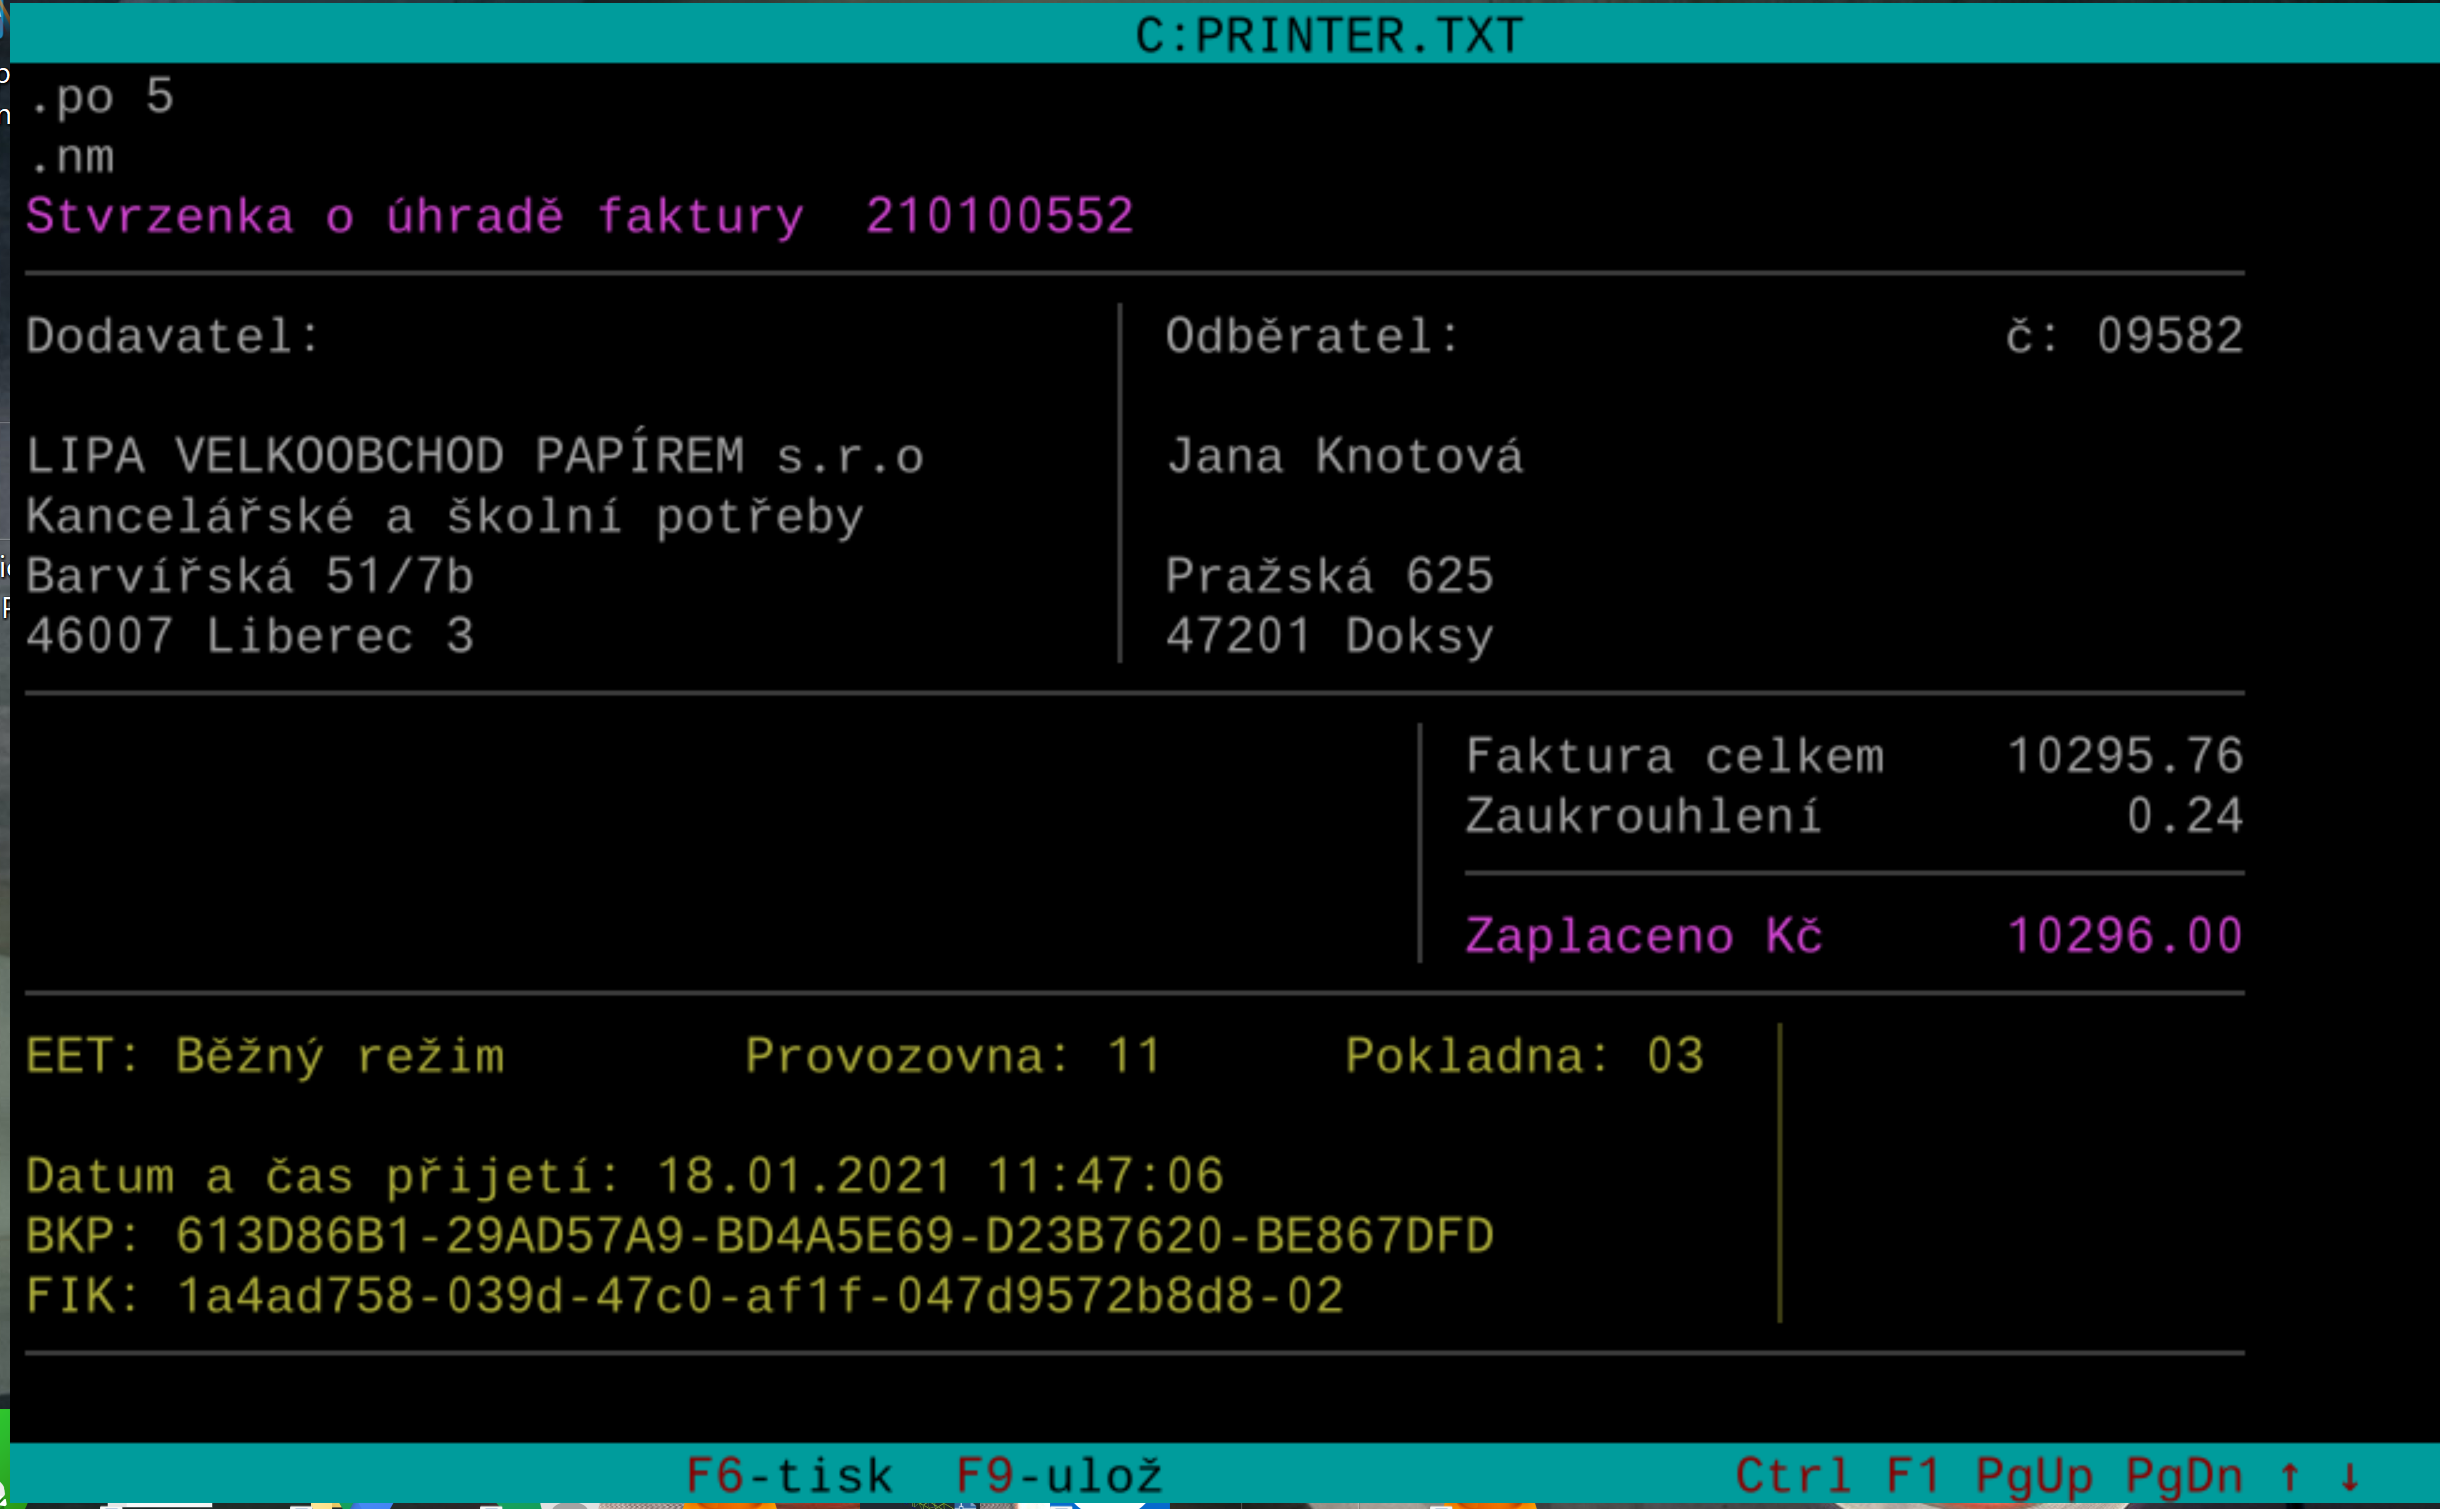 C:PRINTER.TXT
.po 5
.nm
Stvrzenka o úhradě faktury 210100552
Dodavatel:
LIPA VELKOOBCHOD PAPÍREM s.r.o
Kancelářské a školní potřeby
Barvířská 51/7b
46007 Liberec 3
Odběratel: č: 09582
Jana Knotová
Pražská 625
47201 Doksy
Faktura celkem 10295.76
Zaukrouhlení 0.24
Zaplaceno Kč 10296.00
EET: Běžný režim Provozovna: 11 Pokladna: 03
Datum a čas přijetí: 18.01.2021 11:47:06
BKP: 613D86B1-29AD57A9-BD4A5E69-D23B7620-BE867DFD
FIK: 1a4ad758-039d-47c0-af1f-047d9572b8d8-02
F6-tisk F9-ulož Ctrl F1 PgUp PgDn ↑ ↓